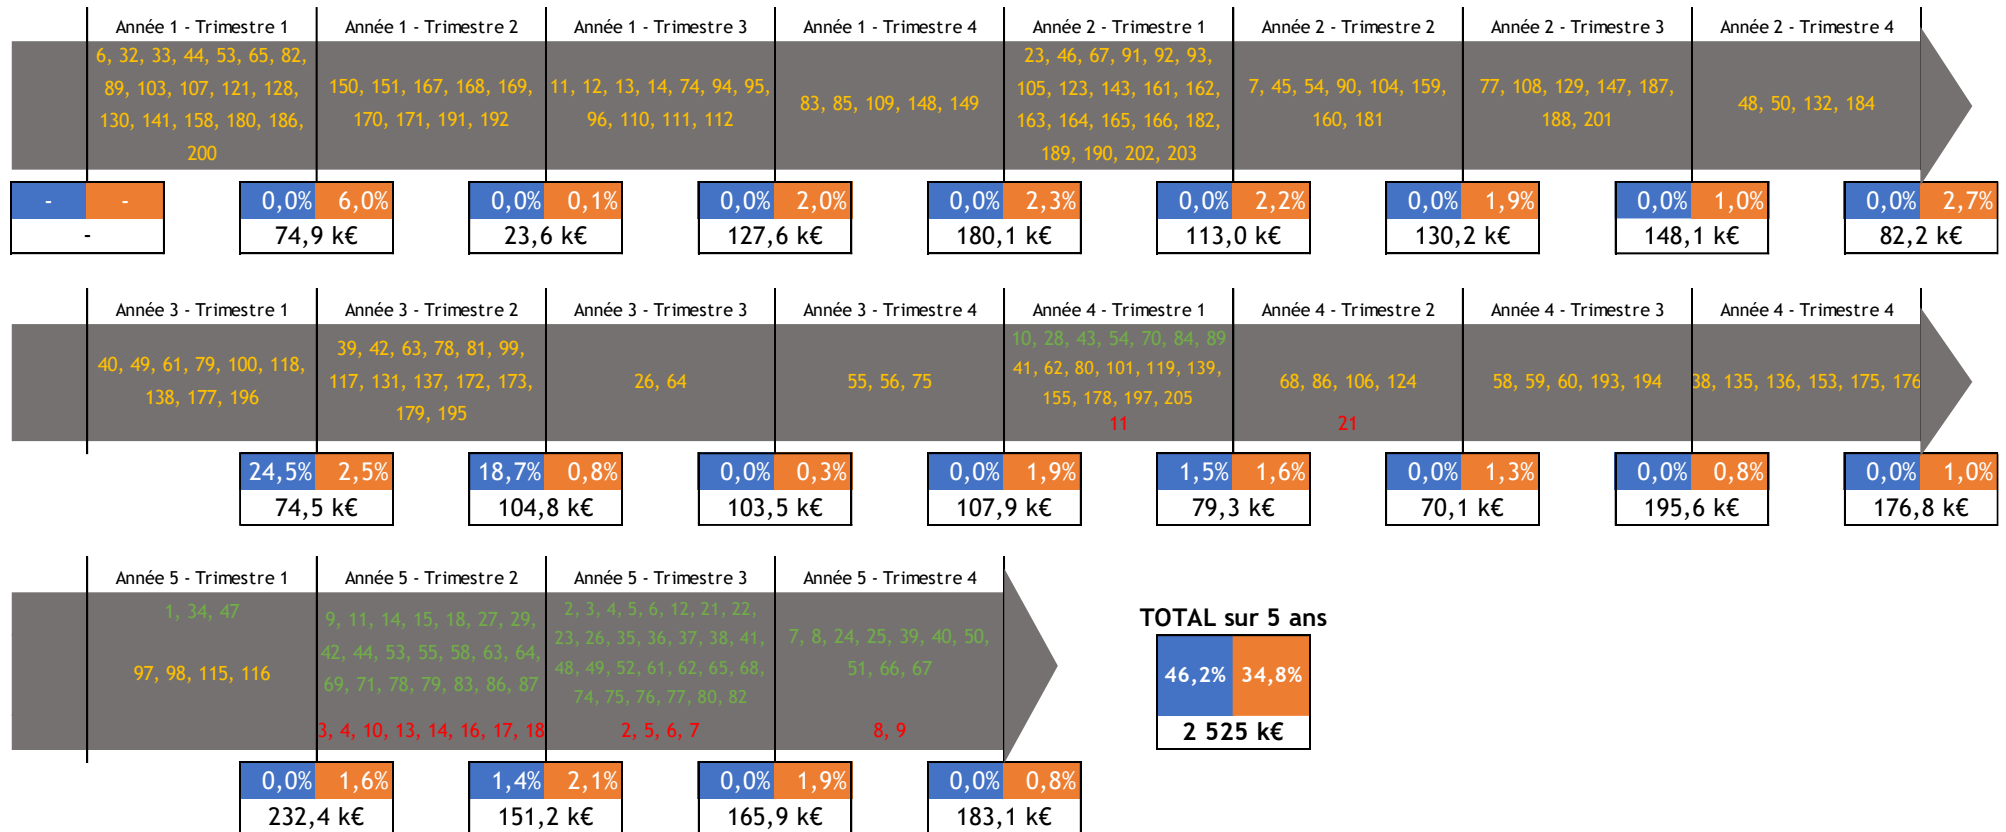 Année 1 - Trimestre 1
Année 1 - Trimestre 2
Année 1 - Trimestre 3
Année 1 - Trimestre 4
Année 2 - Trimestre 1
Année 2 - Trimestre 2
Année 2 - Trimestre 3
Année 2 - Trimestre 4
6, 32, 33, 44, 53, 65, 82,
89, 103, 107, 121, 128,
130, 141, 158, 180, 186,
200
150, 151, 167, 168, 169,
170, 171, 191, 192
11, 12, 13, 14, 74, 94, 95,
96, 110, 111, 112
83, 85, 109, 148, 149
23, 46, 67, 91, 92, 93,
105, 123, 143, 161, 162,
163, 164, 165, 166, 182,
189, 190, 202, 203
7, 45, 54, 90, 104, 159,
160, 181
77, 108, 129, 147, 187,
188, 201
48, 50, 132, 184
- -
-
0,0% 6,0%
74,9 k€
0,0% 0,1%
23,6 k€
0,0% 2,0%
127,6 k€
0,0% 2,3%
180,1 k€
0,0% 2,2%
113,0 k€
0,0% 1,9%
130,2 k€
0,0% 1,0%
148,1 k€
0,0% 2,7%
82,2 k€
Année 3 - Trimestre 1
Année 3 - Trimestre 2
Année 3 - Trimestre 3
Année 3 - Trimestre 4
Année 4 - Trimestre 1
Année 4 - Trimestre 2
Année 4 - Trimestre 3
Année 4 - Trimestre 4
40, 49, 61, 79, 100, 118,
138, 177, 196
39, 42, 63, 78, 81, 99,
117, 131, 137, 172, 173,
179, 195
26, 64
55, 56, 75
10, 28, 43, 54, 70, 84, 89
41, 62, 80, 101, 119, 139,
155, 178, 197, 205
11
68, 86, 106, 124
21
58, 59, 60, 193, 194
38, 135, 136, 153, 175, 176
24,5% 2,5%
74,5 k€
18,7% 0,8%
104,8 k€
0,0% 0,3%
103,5 k€
0,0% 1,9%
107,9 k€
1,5% 1,6%
79,3 k€
0,0% 1,3%
70,1 k€
0,0% 0,8%
195,6 k€
0,0% 1,0%
176,8 k€
Année 5 - Trimestre 1
Année 5 - Trimestre 2
Année 5 - Trimestre 3
Année 5 - Trimestre 4
1, 34, 47
97, 98, 115, 116
9, 11, 14, 15, 18, 27, 29,
42, 44, 53, 55, 58, 63, 64,
69, 71, 78, 79, 83, 86, 87
3, 4, 10, 13, 14, 16, 17, 18
2, 3, 4, 5, 6, 12, 21, 22,
23, 26, 35, 36, 37, 38, 41,
48, 49, 52, 61, 62, 65, 68,
74, 75, 76, 77, 80, 82
2, 5, 6, 7
7, 8, 24, 25, 39, 40, 50,
51, 66, 67
8, 9
0,0% 1,6%
232,4 k€
1,4% 2,1%
151,2 k€
0,0% 1,9%
165,9 k€
0,0% 0,8%
183,1 k€
TOTAL sur 5 ans
46,2% 34,8%
2 525 k€